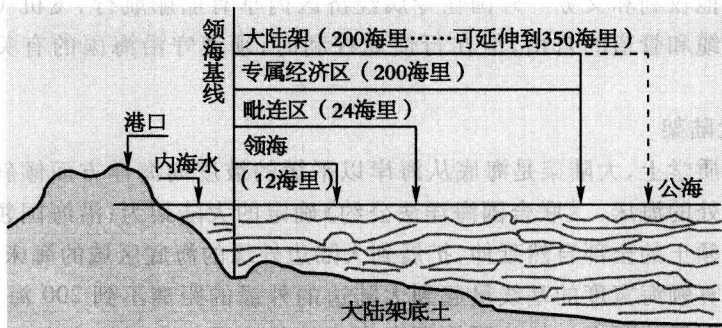 领海基线
大陆架（200海里……可延伸到350海里）
专属经济区（200海里）
毗连区（24海里）
港口
领海
内海水
（12海里）
公海
大陆架底土